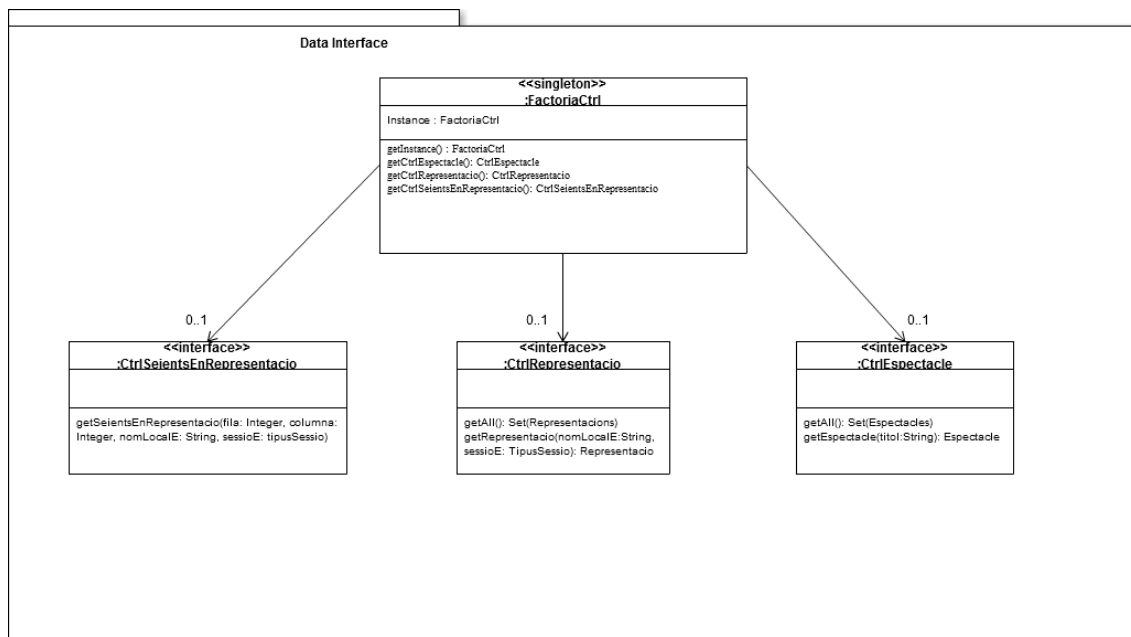 Data Interface
<<singleton>>
:FactoriaCtrl
Instance : FactoriaCtrl
getInstance() : FactoriaCtrl
getCtrlEspectacle(): CtrlEspectacle
getCtrlRepresentacio(): CtrlRepresentacio
getCtrlSeientsEnRepresentacio(): CtrlSeientsEnRepresentacio
0..1
0..1
0..1
<<interface>>
:CtrlSeientsEnRepresentacio
getSeientsEnRepresentacio(fila: Integer, columna:
Integer, nomLocalE: String, sessioE: tipusSessio)
<<interface>>
:CtrlRepresentacio
getAll(): Set(Representacions)
getRepresentacio(nomLocalE:String,
sessioE: TipusSessio): Representacio
<<interface>>
:CtrlEspectacle
getAll(): Set(Espectacles)
getEspectacle(titol:String): Espectacle